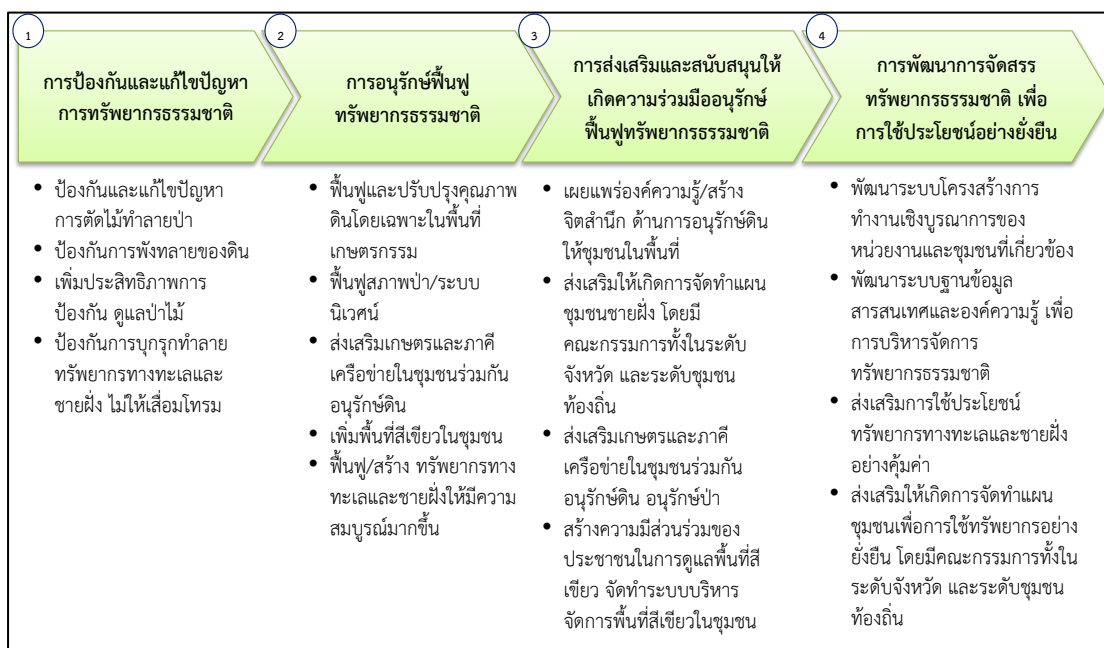 1
การป้องกันและแก้ไขปัญหา
การทรัพยากรธรรมชาติ
• ป้องกันและแก้ไขปัญหา
การตัดไม้ทำลายป่า
• ป้องกันการพังทลายของดิน
• เพิ่มประสิทธิภาพการ
ป้องกัน ดูแลป่าไม้
• ป้องกันการบุกรุกทำลาย
ทรัพยากรทางทะเลและ
ชายฝั่ง ไม่ให้เสื่อมโทรม
2
การอนุรักษ์ฟื้นฟู
ทรัพยากรธรรมชาติ
• ฟื้นฟูและปรับปรุงคุณภาพ
ดินโดยเฉพาะในพื้นที่
เกษตรกรรม
• ฟื้นฟูสภาพป่า/ระบบ
นิเวศน์
• ส่งเสริมเกษตรและภาคี
เครือข่ายในชุมชนร่วมกัน
อนุรักษ์ดิน
• เพิ่มพื้นที่สีเขียวในชุมชน
• ฟื้นฟู/สร้าง ทรัพยากรทาง
ทะเลและชายฝั่งให้มีความ
สมบูรณ์มากขึ้น
3
การส่งเสริมและสนับสนุนให้
เกิดความร่วมมืออนุรักษ์
ฟื้นฟูทรัพยากรธรรมชาติ
• เผยแพร่องค์ความรู้/สร้าง
จิตสำนึก ด้านการอนุรักษ์ดิน
ให้ชุมชนในพื้นที่
• ส่งเสริมให้เกิดการจัดทำแผน
ชุมชนชายฝั่ง โดยมี
คณะกรรมการทั้งในระดับ
จังหวัด และระดับชุมชน
ท้องถิ่น
• ส่งเสริมเกษตรและภาคี
เครือข่ายในชุมชนร่วมกัน
อนุรักษ์ดิน อนุรักษ์ป่า
• สร้างความมีส่วนร่วมของ
ประชาชนในการดูแลพื้นที่สี
เขียว จัดทำระบบบริหาร
จัดการพื้นที่สีเขียวในชุมชน
4
การพัฒนาการจัดสรร
ทรัพยากรธรรมชาติ เพื่อ
การใช้ประโยชน์อย่างยั่งยืน
• พัฒนาระบบโครงสร้างการ
ทำงานเชิงบูรณาการของ
หน่วยงานและชุมชนที่เกี่ยวข้อง
• พัฒนาระบบฐานข้อมูล
สารสนเทศและองค์ความรู้ เพื่อ
การบริหารจัดการ
ทรัพยากรธรรมชาติ
• ส่งเสริมการใช้ประโยชน์
ทรัพยากรทางทะเลและชายฝั่ง
อย่างคุ้มค่า
• ส่งเสริมให้เกิดการจัดทำแผน
ชุมชนเพื่อการใช้ทรัพยากรอย่าง
ยั่งยืน โดยมีคณะกรรมการทั้งใน
ระดับจังหวัด และระดับชุมชน
ท้องถิ่น